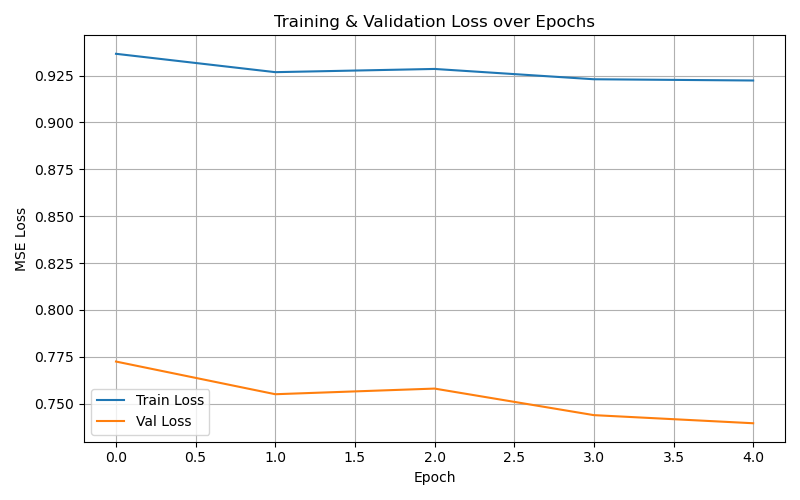 Training & Validation Loss over Epochs
MSE Loss
0.925
0.900
0.875
0.850
0.825
0.800
0.775
0.750
Train Loss
Val Loss
0.0 0.5 1.0 1.5 2.0 2.5 3.0 3.5 4.0
Epoch